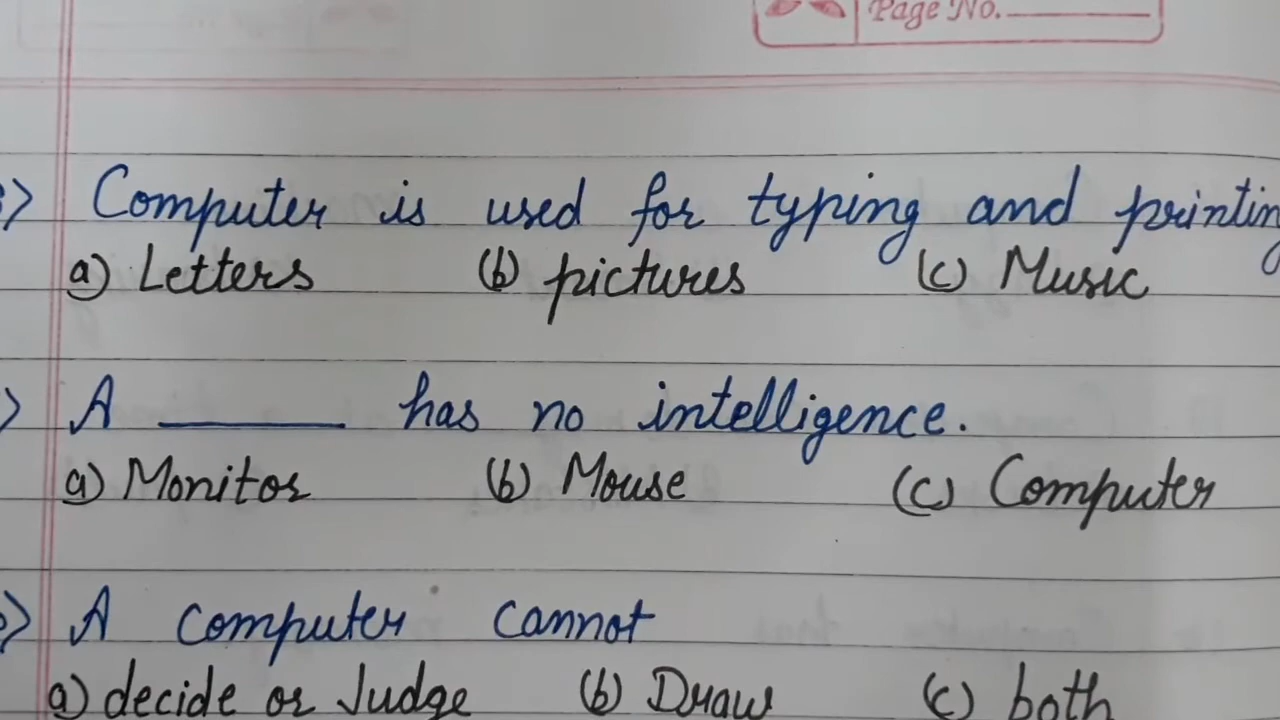 Page No.
Computer is used for typing and printing
a) Letters (b) pictures (c) Music
A ______ has no intelligence.
a) Monitor (b) Mouse (c) Computer
A computer cannot
a) decide or Judge (b) Draw (c) both